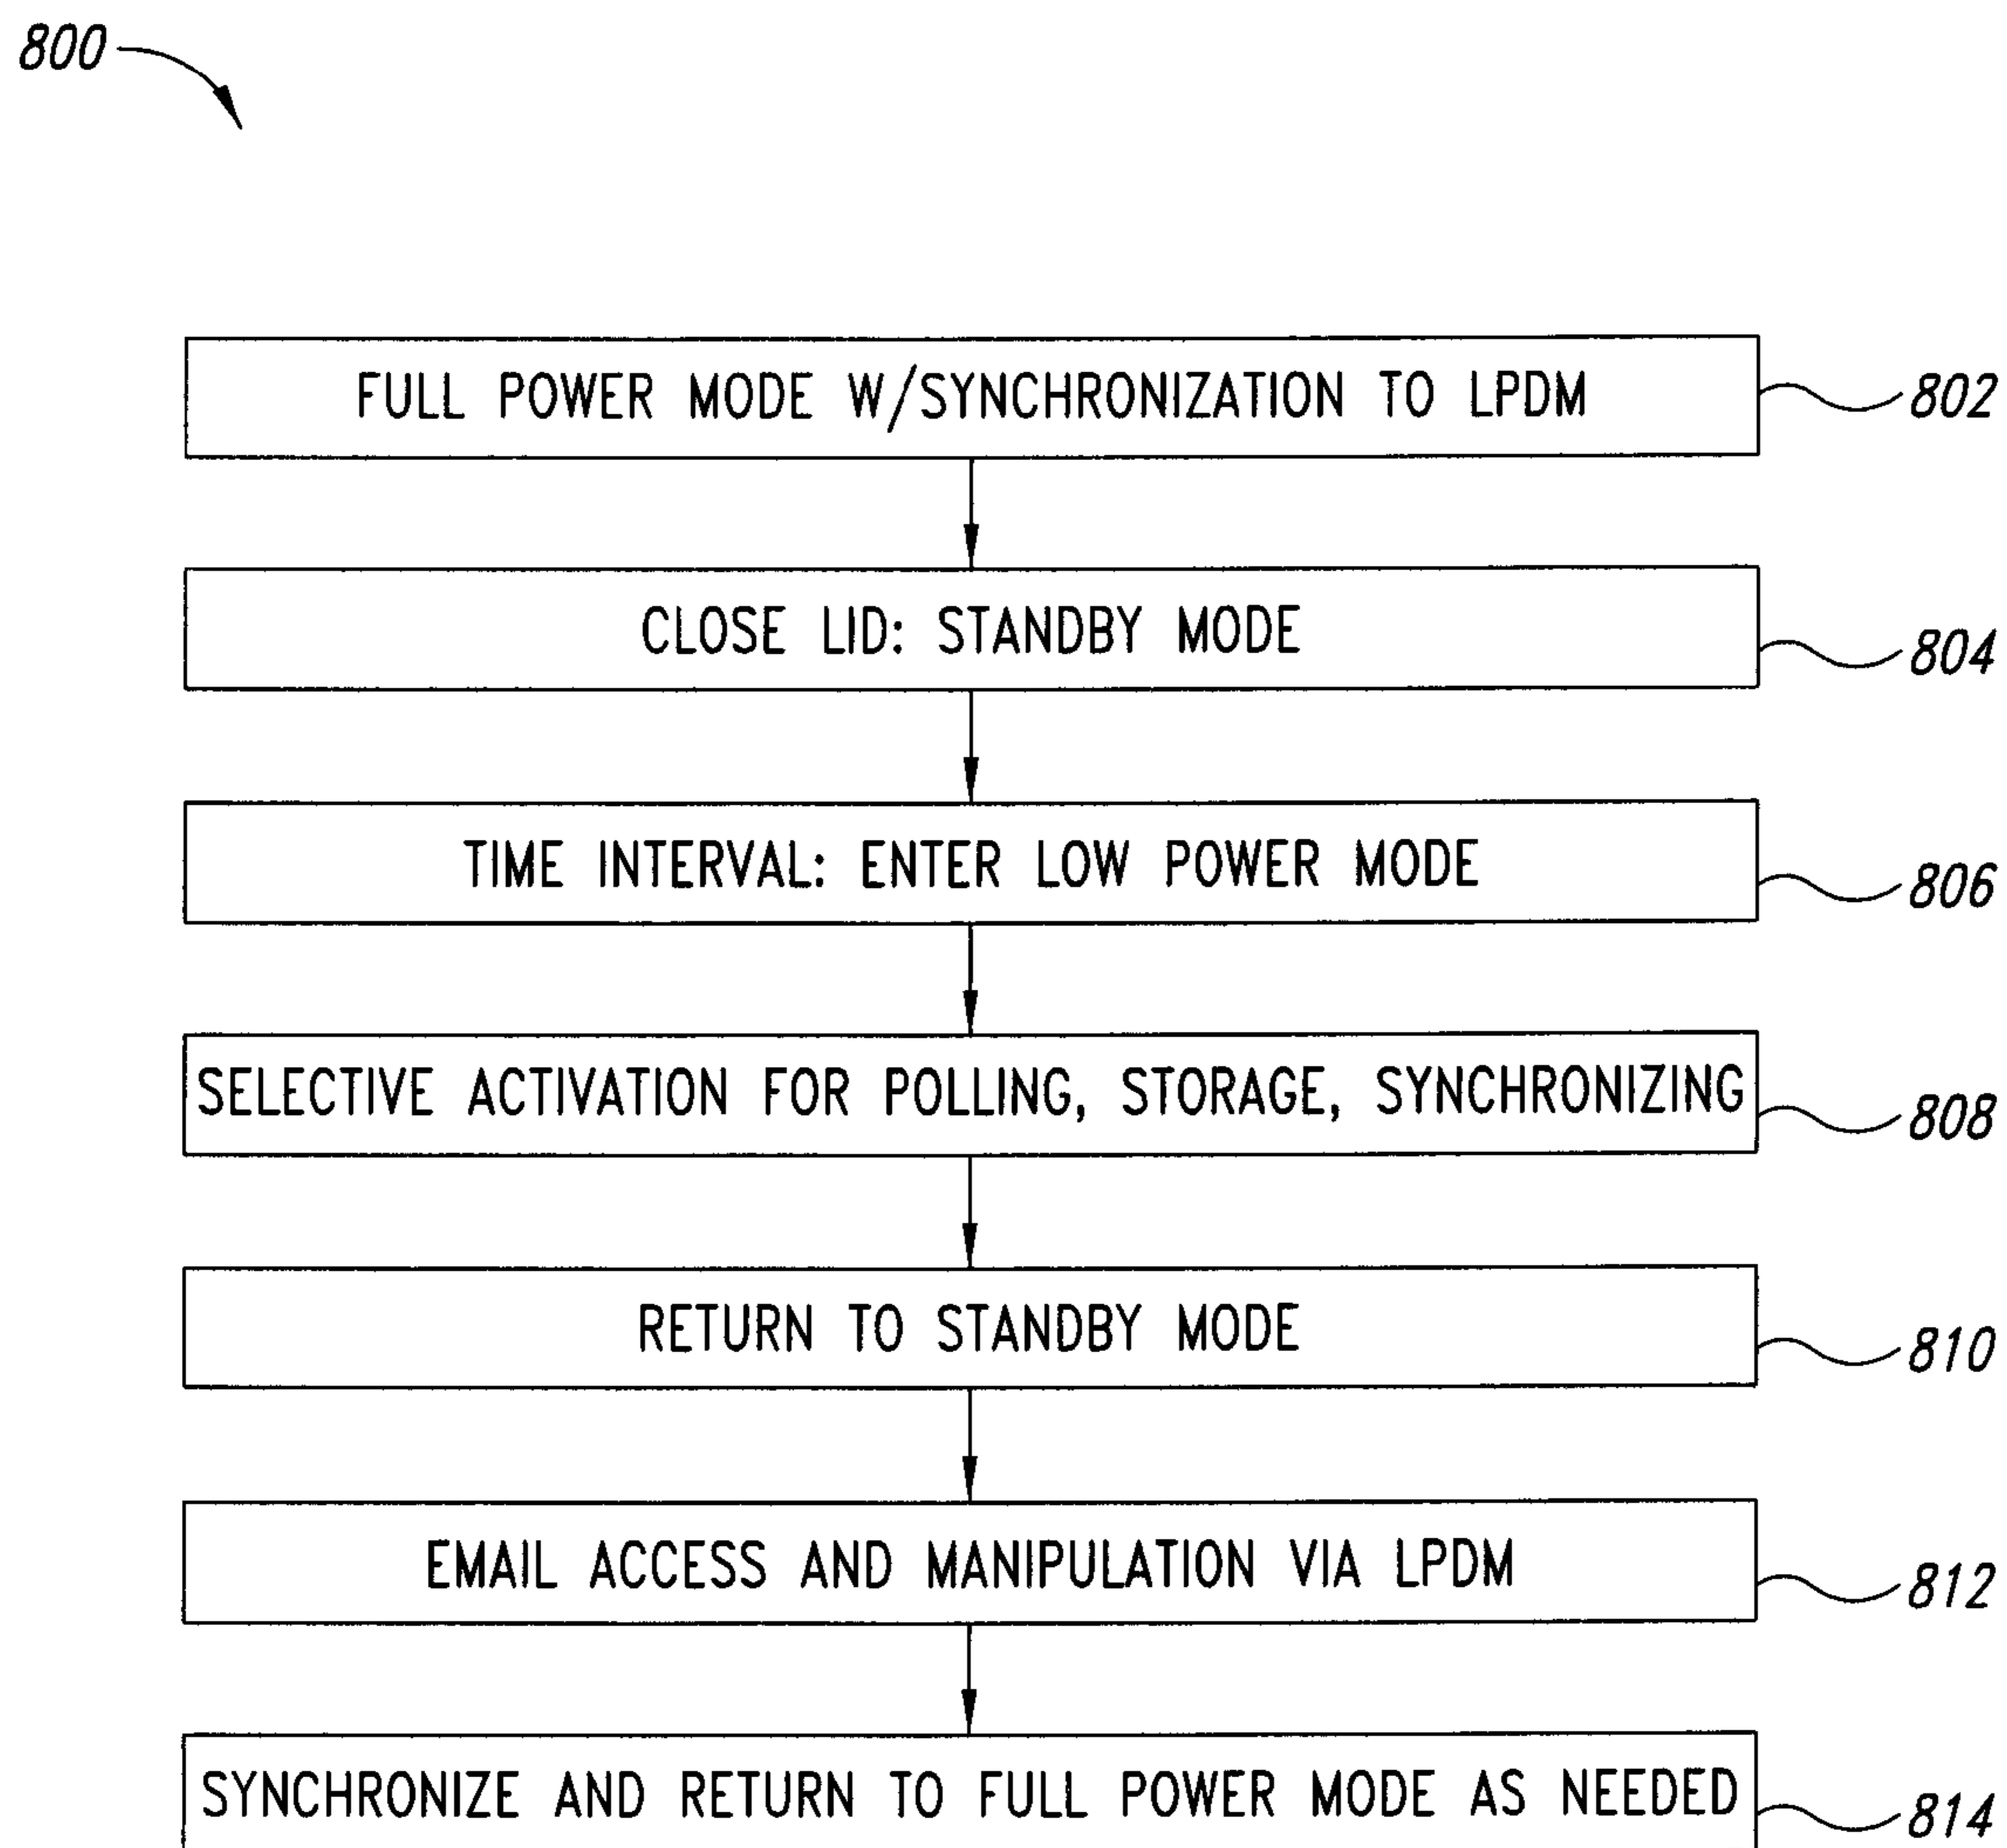 800
FULL POWER MODE W/SYNCHRONIZATION TO LPDM
802
CLOSE LID: STANDBY MODE
804
TIME INTERVAL: ENTER LOW POWER MODE
806
SELECTIVE ACTIVATION FOR POLLING, STORAGE, SYNCHRONIZING
808
RETURN TO STANDBY MODE
810
EMAIL ACCESS AND MANIPULATION VIA LPDM
812
SYNCHRONIZE AND RETURN TO FULL POWER MODE AS NEEDED
814